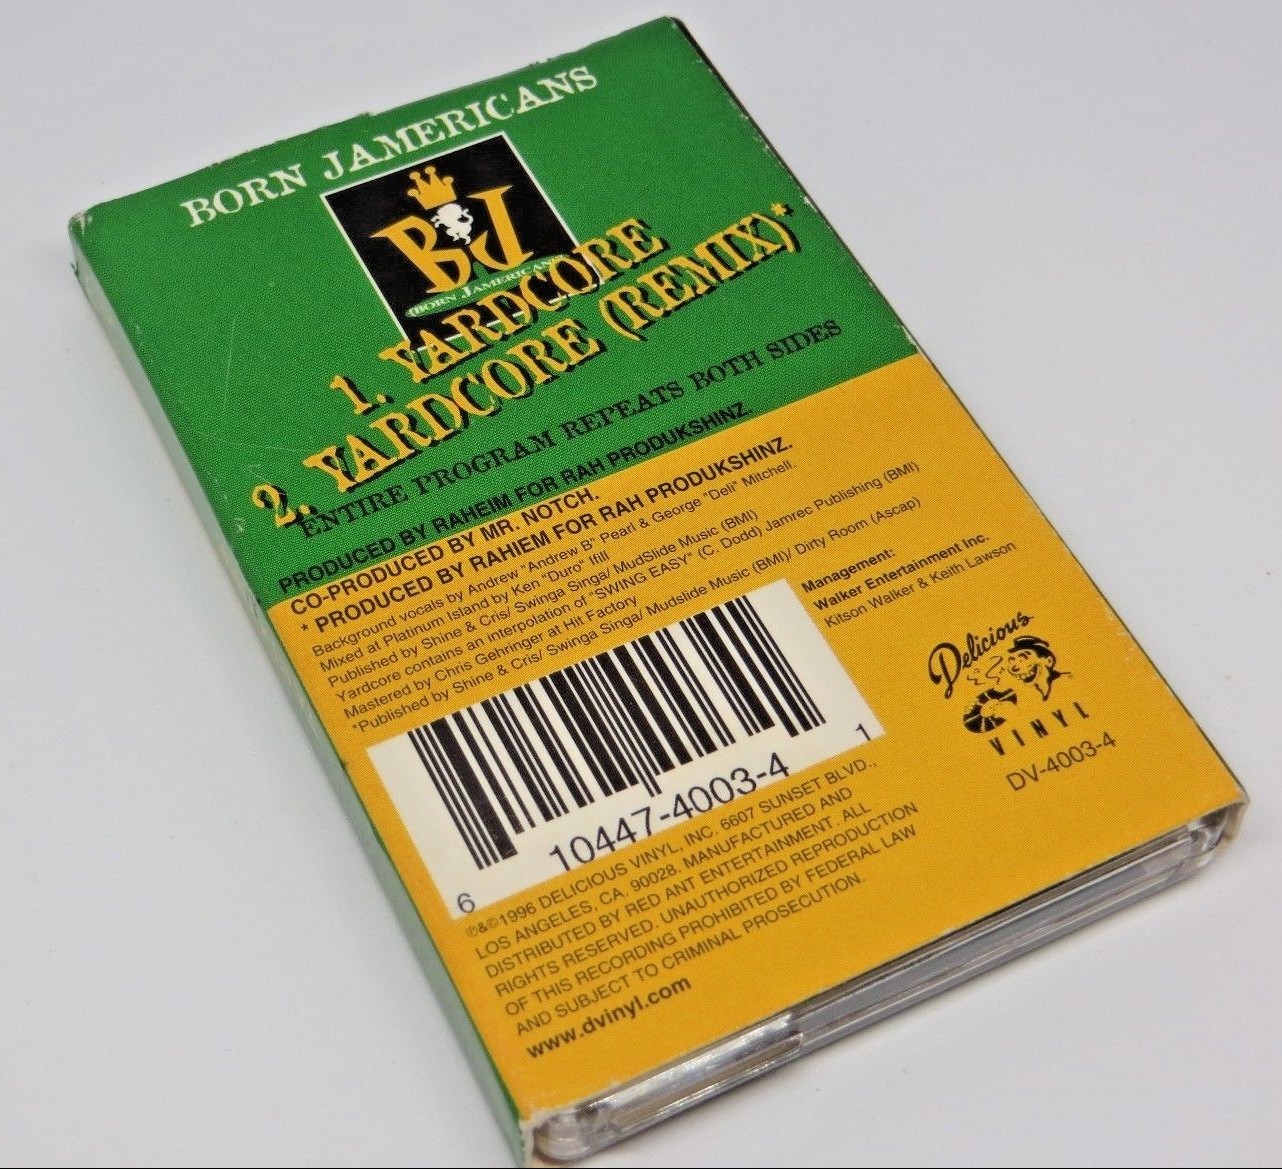 BORN JAMERICANS
BJ
(BORN JAMERICANS)
1. YARDCORE
2. YARDCORE (REMIX)*
ENTIRE PROGRAM REPEATS BOTH SIDES
PRODUCED BY RAHEIM FOR RAH PRODUKSHINZ.
CO-PRODUCED BY MR. NOTCH.
* PRODUCED BY RAHIEM FOR RAH PRODUKSHINZ.
Background vocals by Andrew "Andrew B" Pearl & George "Deli" Mitchell.
Mixed at Platinum Island by Ken "Duro" Ifill
Published by Shine & Cris/ Swinga Singa/ MudSlide Music (BMI)
Yardcore contains an interpolation of "SWING EASY" (C. Dodd) Jamrec Publishing (BMI)
Mastered by Chris Gehringer at Hit Factory
*Published by Shine & Cris/ Swinga Singa/ Mudslide Music (BMI)/ Dirty Room (Ascap)
Management:
Walker Entertainment Inc.
Kitson Walker & Keith Lawson
Delicious
VINYL
DV-4003-4
6 10447-4003-4 1
℗&©1996 DELICIOUS VINYL, INC. 6607 SUNSET BLVD.,
LOS ANGELES, CA. 90028. MANUFACTURED AND
DISTRIBUTED BY RED ANT ENTERTAINMENT. ALL
RIGHTS RESERVED. UNAUTHORIZED REPRODUCTION
OF THIS RECORDING PROHIBITED BY FEDERAL LAW
AND SUBJECT TO CRIMINAL PROSECUTION.
www.dvinyl.com